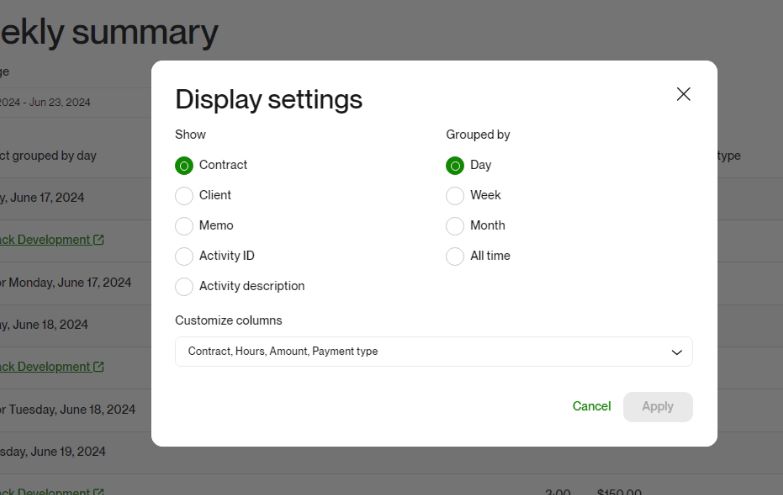 ekly summary
ge
2024 - Jun 23, 2024
ct grouped by day
type
y, June 17, 2024
ck Development
or Monday, June 17, 2024
ay, June 18, 2024
ck Development
or Tuesday, June 18, 2024
sday, June 19, 2024
ck Development 3:00 $150.00
Display settings
Show
Contract
Client
Memo
Activity ID
Activity description
Grouped by
Day
Week
Month
All time
Customize columns
Contract, Hours, Amount, Payment type
Cancel Apply